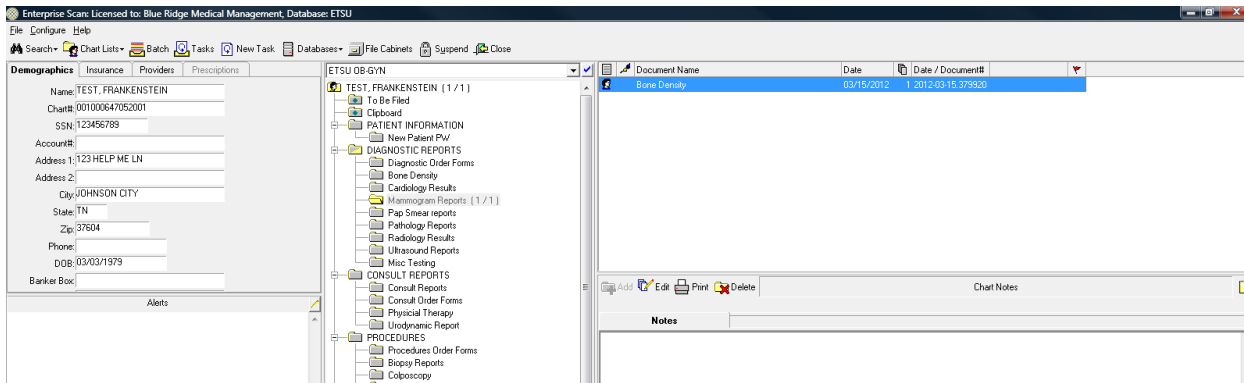 Enterprise Scan: Licensed to: Blue Ridge Medical Management, Database: ETSU
File Configure Help
Search Chart Lists Batch Tasks New Task Databases File Cabinets Suspend Close
Demographics Insurance Providers Prescriptions
Name: TEST, FRANKENSTEIN
Chart#: 001000647052001
SSN: 123456789
Account#:
Address 1: 123 HELP ME LN
Address 2:
City: JOHNSON CITY
State: TN
Zip: 37604
Phone:
DOB: 03/03/1979
Banker Box:
Alerts
ETSU OB-GYN
TEST, FRANKENSTEIN (1/1)
To Be Filed
Clipboard
PATIENT INFORMATION
New Patient PW
DIAGNOSTIC REPORTS
Diagnostic Order Forms
Bone Density
Cardiology Results
Mammogram Reports (1/1)
Pap Smear reports
Pathology Reports
Radiology Results
Ultrasound Reports
Misc Testing
CONSULT REPORTS
Consult Reports
Consult Order Forms
Physicial Therapy
Urodynamic Report
PROCEDURES
Procedures Order Forms
Biopsy Reports
Colposcopy
Document Name Date Date / Document#
Bone Density 03/15/2012 1 2012-03-15.379920
Add Edit Print Delete Chart Notes
Notes